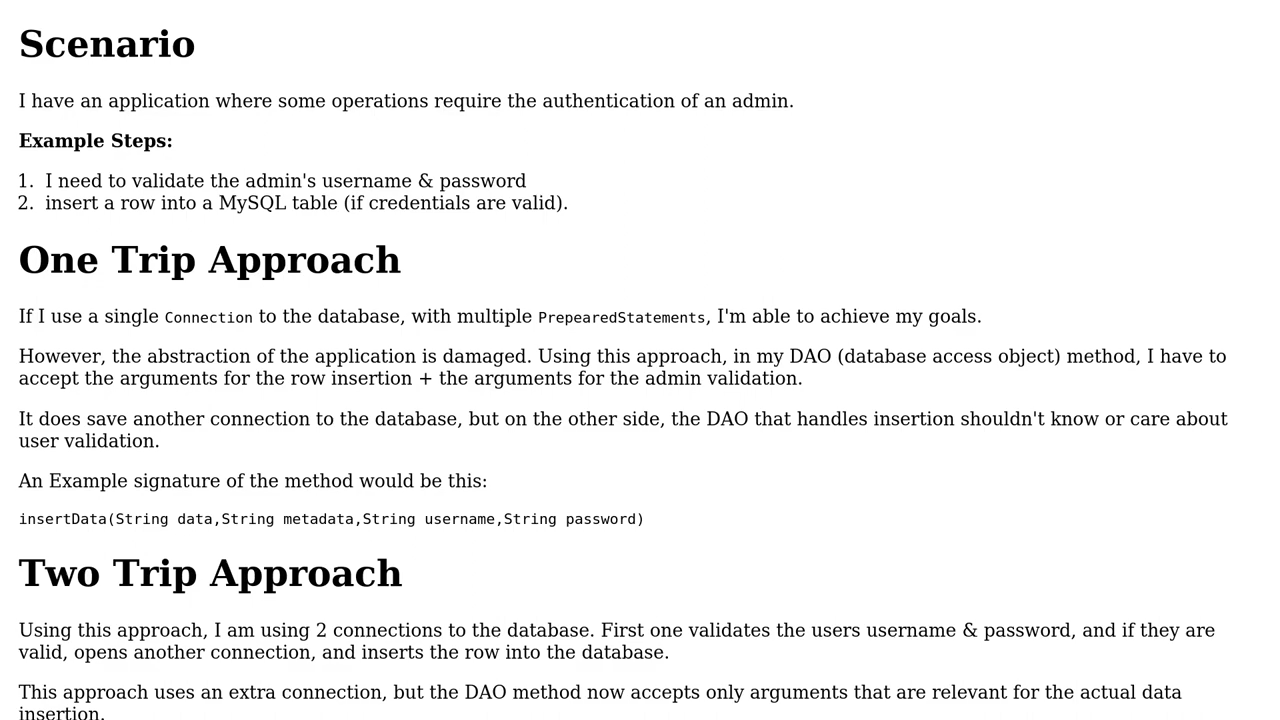 Scenario
I have an application where some operations require the authentication of an admin.
Example Steps:
1. I need to validate the admin's username & password
2. insert a row into a MySQL table (if credentials are valid).
One Trip Approach
If I use a single Connection to the database, with multiple PrepearedStatements, I'm able to achieve my goals.
However, the abstraction of the application is damaged. Using this approach, in my DAO (database access object) method, I have to
accept the arguments for the row insertion + the arguments for the admin validation.
It does save another connection to the database, but on the other side, the DAO that handles insertion shouldn't know or care about
user validation.
An Example signature of the method would be this:
insertData(String data,String metadata,String username,String password)
Two Trip Approach
Using this approach, I am using 2 connections to the database. First one validates the users username & password, and if they are
valid, opens another connection, and inserts the row into the database.
This approach uses an extra connection, but the DAO method now accepts only arguments that are relevant for the actual data
insertion.